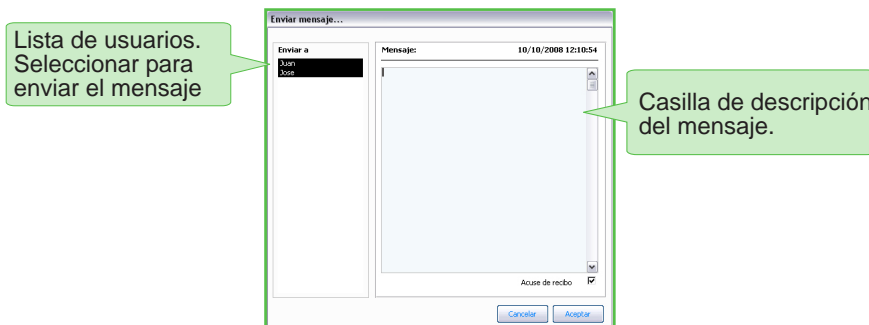 Enviar mensaje...
Lista de usuarios.
Seleccionar para
enviar el mensaje
Enviar a
Juan
Jose
Mensaje:
10/10/2008 12:10:54
Casilla de descripción
del mensaje.
Acuse de recibo
Cancelar
Aceptar